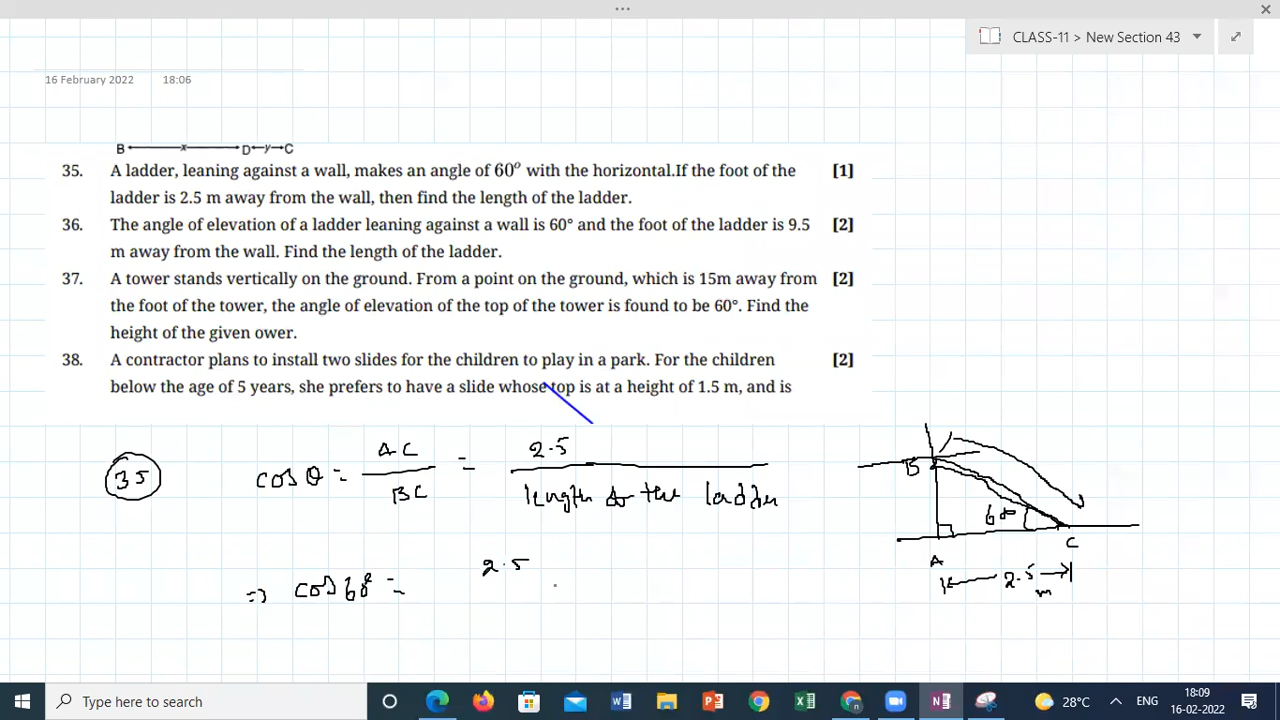 CLASS-11 > New Section 43
16 February 2022 18:06
B x D y C
35. A ladder, leaning against a wall, makes an angle of 60° with the horizontal.If the foot of the [1]
ladder is 2.5 m away from the wall, then find the length of the ladder.
36. The angle of elevation of a ladder leaning against a wall is 60° and the foot of the ladder is 9.5 [2]
m away from the wall. Find the length of the ladder.
37. A tower stands vertically on the ground. From a point on the ground, which is 15m away from [2]
the foot of the tower, the angle of elevation of the top of the tower is found to be 60°. Find the
height of the given ower.
38. A contractor plans to install two slides for the children to play in a park. For the children [2]
below the age of 5 years, she prefers to have a slide whose top is at a height of 1.5 m, and is
35 cos θ = AC / BC = 2.5 / length of the ladder
⇒ cos 60° = 2.5
B 60°
A C
2.5 m
Type here to search
28°C ENG 18:09
16-02-2022